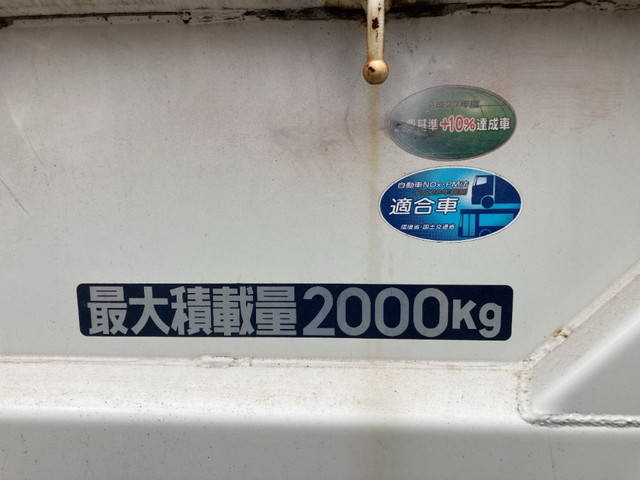 基準+10%達成車
自動車NOx・PM法
適合車
環境省・国土交通省
最大積載量2000Kg